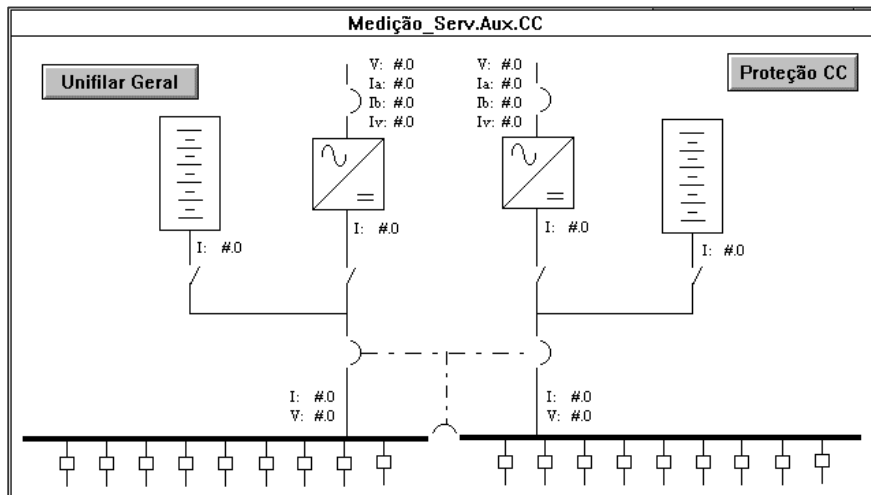 Medição_Serv.Aux.CC
Unifilar Geral
V: #.0
Ia: #.0
Ib: #.0
Iv: #.0
V: #.0
Ia: #.0
Ib: #.0
Iv: #.0
Proteção CC
I: #.0
I: #.0
I: #.0
I: #.0
I: #.0
V: #.0
I: #.0
V: #.0